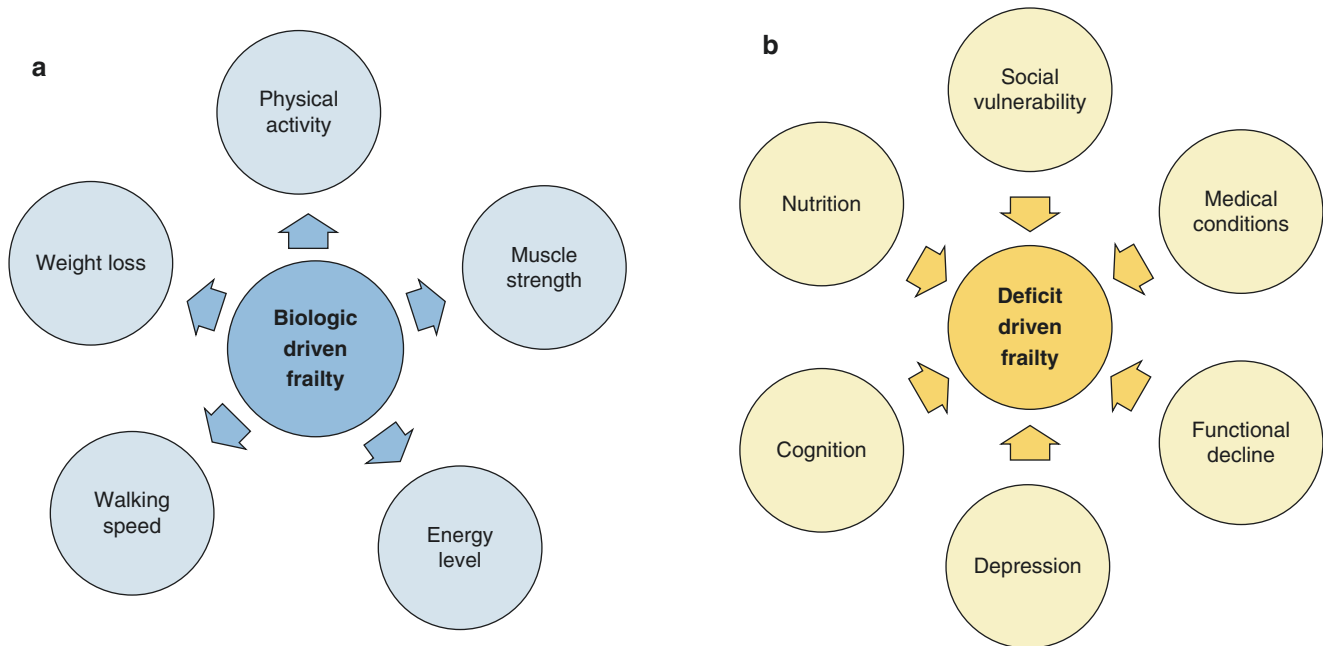 a
Physical
activity
Weight loss
Muscle
strength
Biologic
driven
frailty
Walking
speed
Energy
level
b
Social
vulnerability
Nutrition
Medical
conditions
Deficit
driven
frailty
Cognition
Functional
decline
Depression